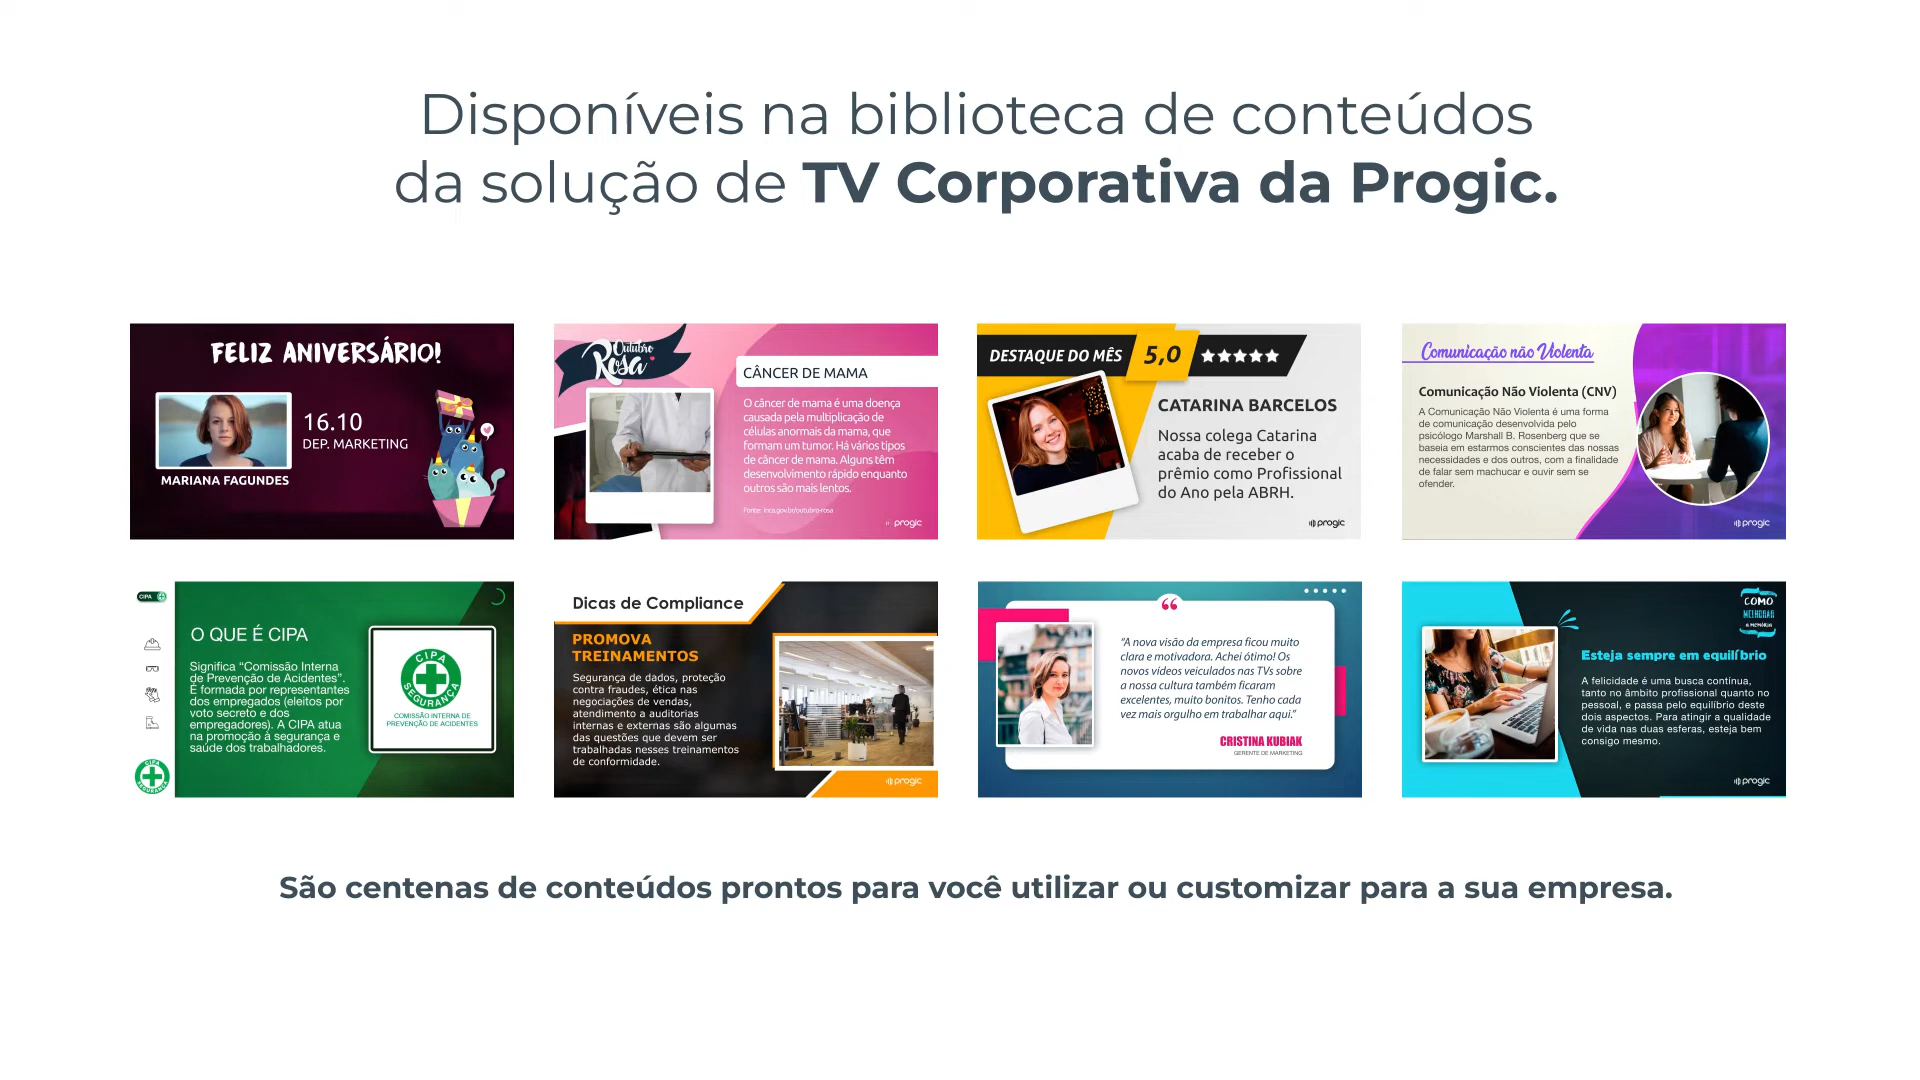 Disponíveis na biblioteca de conteúdos
da solução de TV Corporativa da Progic.
FELIZ ANIVERSÁRIO!
16.10
DEP. MARKETING
MARIANA FAGUNDES
Outubro
Rosa
CÂNCER DE MAMA
O câncer de mama é uma doença
causada pela multiplicação de
células anormais da mama, que
formam um tumor. Há vários tipos
de câncer de mama. Alguns têm
desenvolvimento rápido enquanto
outros são mais lentos.
Fonte: inca.gov.br/outubro-rosa
progic
DESTAQUE DO MÊS
5,0
CATARINA BARCELOS
Nossa colega Catarina
acaba de receber o
prêmio como Profissional
do Ano pela ABRH.
progic
Comunicação não Violenta
Comunicação Não Violenta (CNV)
A Comunicação Não Violenta é uma forma
de comunicação desenvolvida pelo
psicólogo Marshall B. Rosenberg que se
baseia em estarmos conscientes das nossas
necessidades e dos outros, com a finalidade
de falar sem machucar e ouvir sem se
ofender.
progic
CIPA
O QUE É CIPA
Significa “Comissão Interna
de Prevenção de Acidentes”.
É formada por representantes
dos empregados (eleitos por
voto secreto e dos
empregadores). A CIPA atua
na promoção à segurança e
saúde dos trabalhadores.
CIPA
SEGURANÇA
COMISSÃO INTERNA DE
PREVENÇÃO DE ACIDENTES
CIPA
SEGURANÇA
Dicas de Compliance
PROMOVA
TREINAMENTOS
Segurança de dados, proteção
contra fraudes, ética nas
negociações de vendas,
atendimento a auditorias
internas e externas são algumas
das questões que devem ser
trabalhadas nesses treinamentos
de conformidade.
progic
“A nova visão da empresa ficou muito
clara e motivadora. Achei ótimo! Os
novos vídeos veiculados nas TVs sobre
a nossa cultura também ficaram
excelentes, muito bonitos. Tenho cada
vez mais orgulho em trabalhar aqui.”
CRISTINA KUBIAK
GERENTE DE MARKETING
COMO
MELHORAR
A MEMÓRIA
Esteja sempre em equilíbrio
A felicidade é uma busca contínua,
tanto no âmbito profissional quanto no
pessoal, e passa pelo equilíbrio deste
dois aspectos. Para atingir a qualidade
de vida nas duas esferas, esteja bem
consigo mesmo.
progic
São centenas de conteúdos prontos para você utilizar ou customizar para a sua empresa.